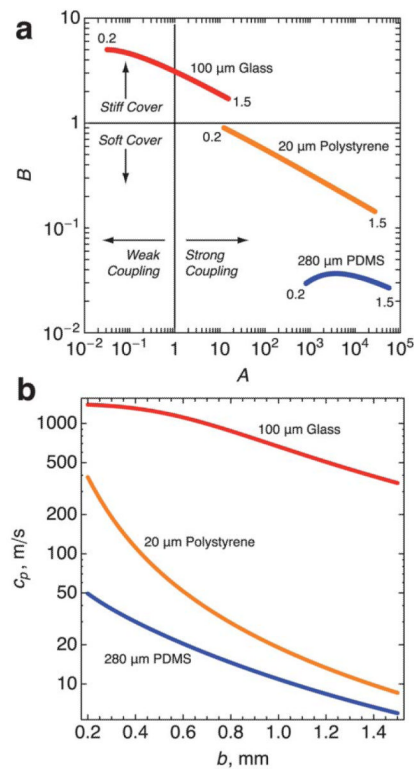 a
10²
10
1
10⁻¹
10⁻²
B
0.2
100 µm Glass
1.5
Stiff Cover
Soft Cover
0.2
20 µm Polystyrene
1.5
Weak Coupling
Strong Coupling
280 µm PDMS
0.2
1.5
10⁻² 10⁻¹ 1 10 10² 10³ 10⁴ 10⁵
A
b
1000
500
100
50
20
10
cₚ, m/s
100 µm Glass
20 µm Polystyrene
280 µm PDMS
0.2 0.4 0.6 0.8 1.0 1.2 1.4
b, mm